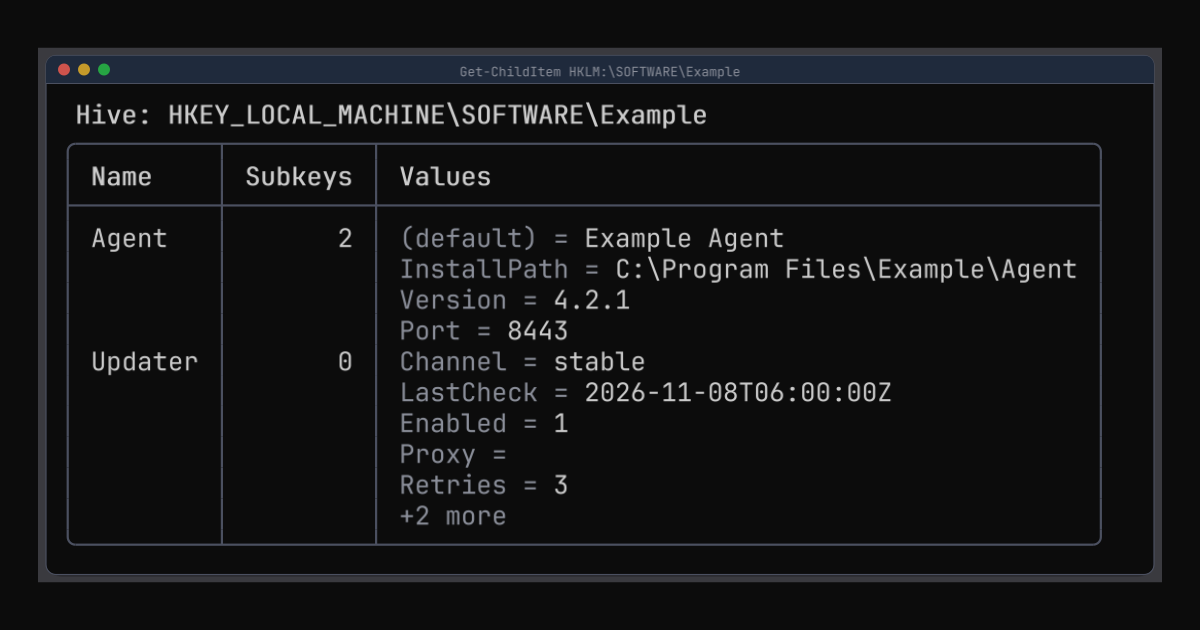 Get-ChildItem HKLM:\SOFTWARE\Example
Hive: HKEY_LOCAL_MACHINE\SOFTWARE\Example
Name Subkeys Values
Agent 2 (default) = Example Agent
InstallPath = C:\Program Files\Example\Agent
Version = 4.2.1
Port = 8443
Updater 0 Channel = stable
LastCheck = 2026-11-08T06:00:00Z
Enabled = 1
Proxy =
Retries = 3
+2 more